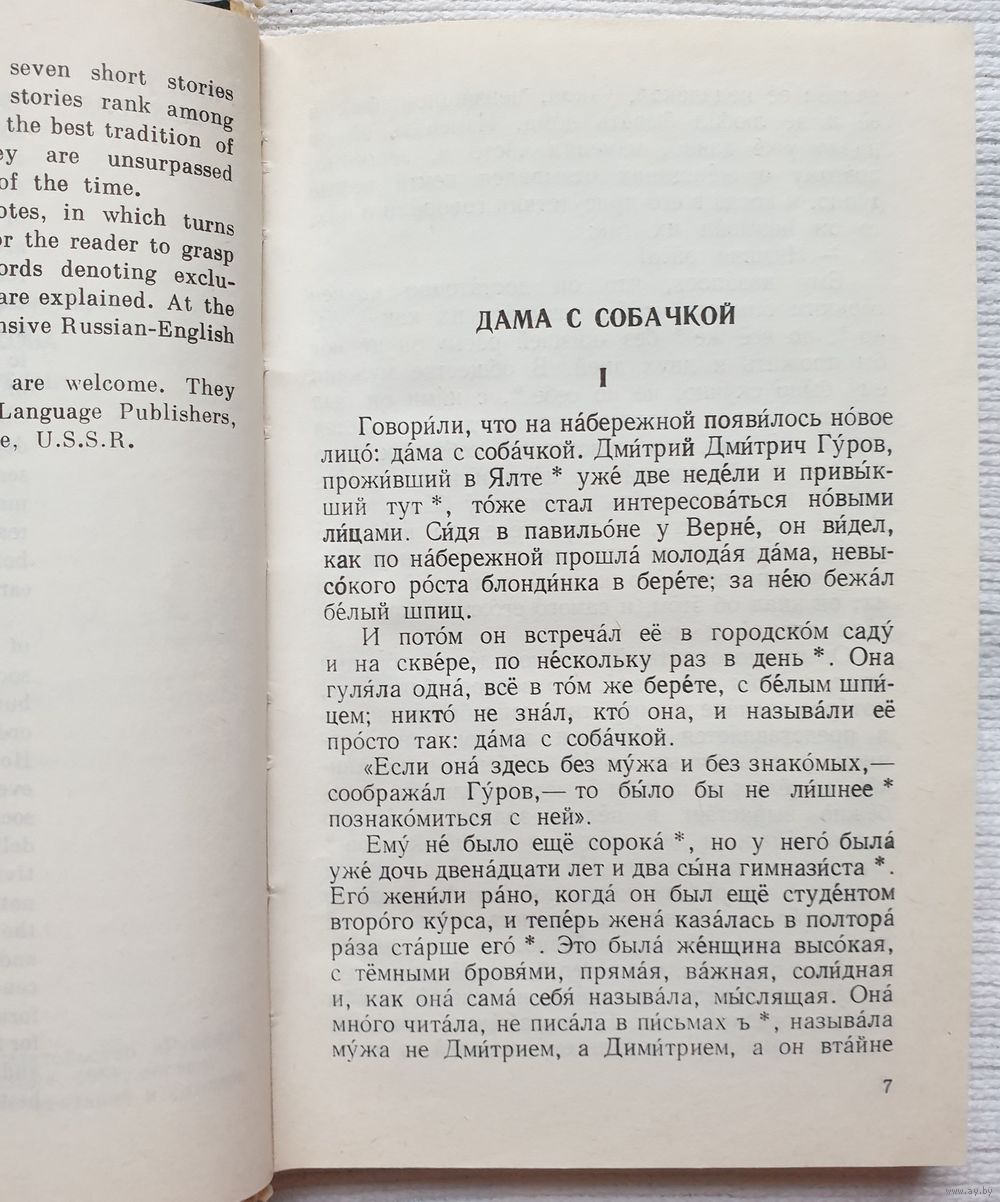 seven short stories
stories rank among
the best tradition of
ey are unsurpassed
of the time.
otes, in which turns
or the reader to grasp
ords denoting exclu-
are explained. At the
nsive Russian-English
are welcome. They
Language Publishers,
e, U.S.S.R.
ДАМА С СОБАЧКОЙ
I
Говори́ли, что на на́бережной появи́лось но́вое
лицо́: да́ма с соба́чкой. Дми́трий Дми́трич Гу́ров,
прожи́вший в Ялте * уже́ две неде́ли и привы́к-
ший тут *, то́же стал интересова́ться но́выми
ли́цами. Си́дя в павильо́не у Верне́, он ви́дел,
как по на́бережной прошла́ молода́я да́ма, невы-
со́кого ро́ста блонди́нка в бере́те; за не́ю бежа́л
бе́лый шпиц.
И пото́м он встреча́л её в городско́м саду́
и на скве́ре, по не́скольку раз в день *. Она
гуля́ла одна́, всё в то́м же бере́те, с бе́лым шпи́-
цем; никто́ не зна́л, кто́ она, и называ́ли её
про́сто так: да́ма с соба́чкой.
«Если она́ здесь без му́жа и без знако́мых,—
сообража́л Гу́ров,— то бы́ло бы не ли́шнее *
познако́миться с ней».
Ему́ не́ было ещё сорока́ *, но у него́ была́
уже́ дочь двена́дцати лет и два сы́на гимнази́ста *.
Его́ жени́ли ра́но, когда́ он был ещё студе́нтом
второ́го ку́рса, и тепе́рь жена́ каза́лась в полтора́
ра́за ста́рше его́ *. Это была́ же́нщина высо́кая,
с тёмными бровя́ми, пряма́я, ва́жная, соли́дная
и, как она́ сама́ себя́ называ́ла, мы́слящая. Она́
мно́го чита́ла, не писа́ла в пи́сьмах ъ *, называ́ла
му́жа не Дми́трием, а Дими́трием, а он вта́йне
7
www.ay.by